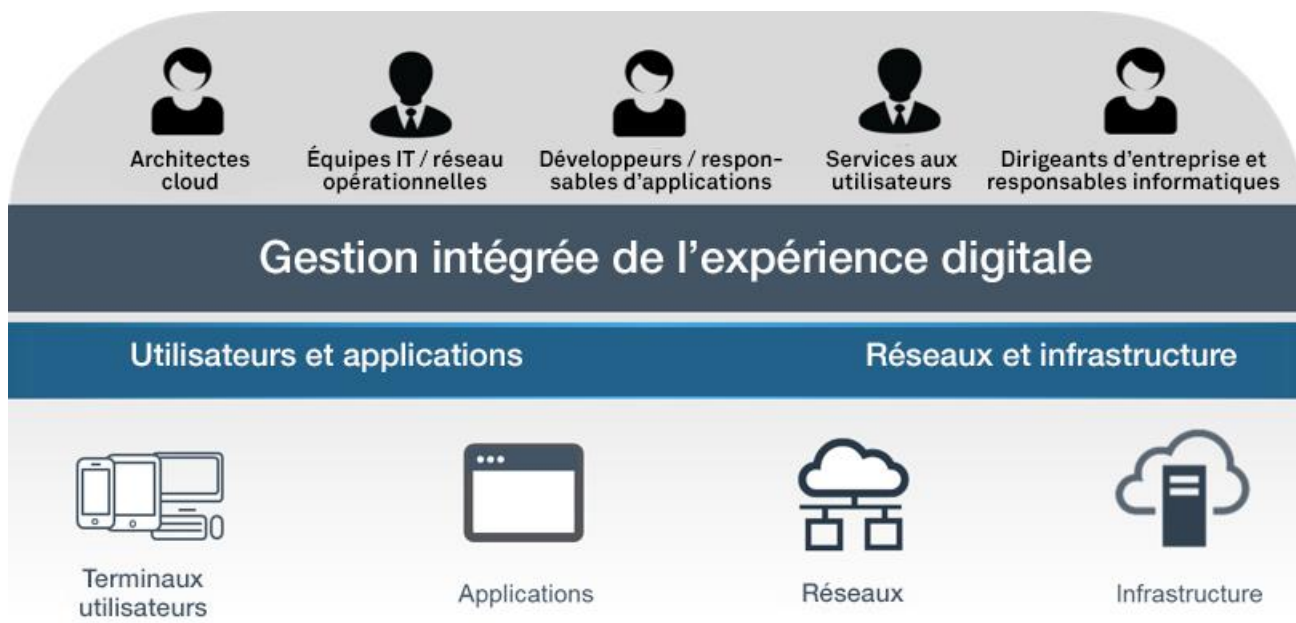 Architectes
cloud
Équipes IT / réseau
opérationnelles
Développeurs / respon-
sables d’applications
Services aux
utilisateurs
Dirigeants d’entreprise et
responsables informatiques
Gestion intégrée de l’expérience digitale
Utilisateurs et applications
Réseaux et infrastructure
Terminaux
utilisateurs
Applications
Réseaux
Infrastructure